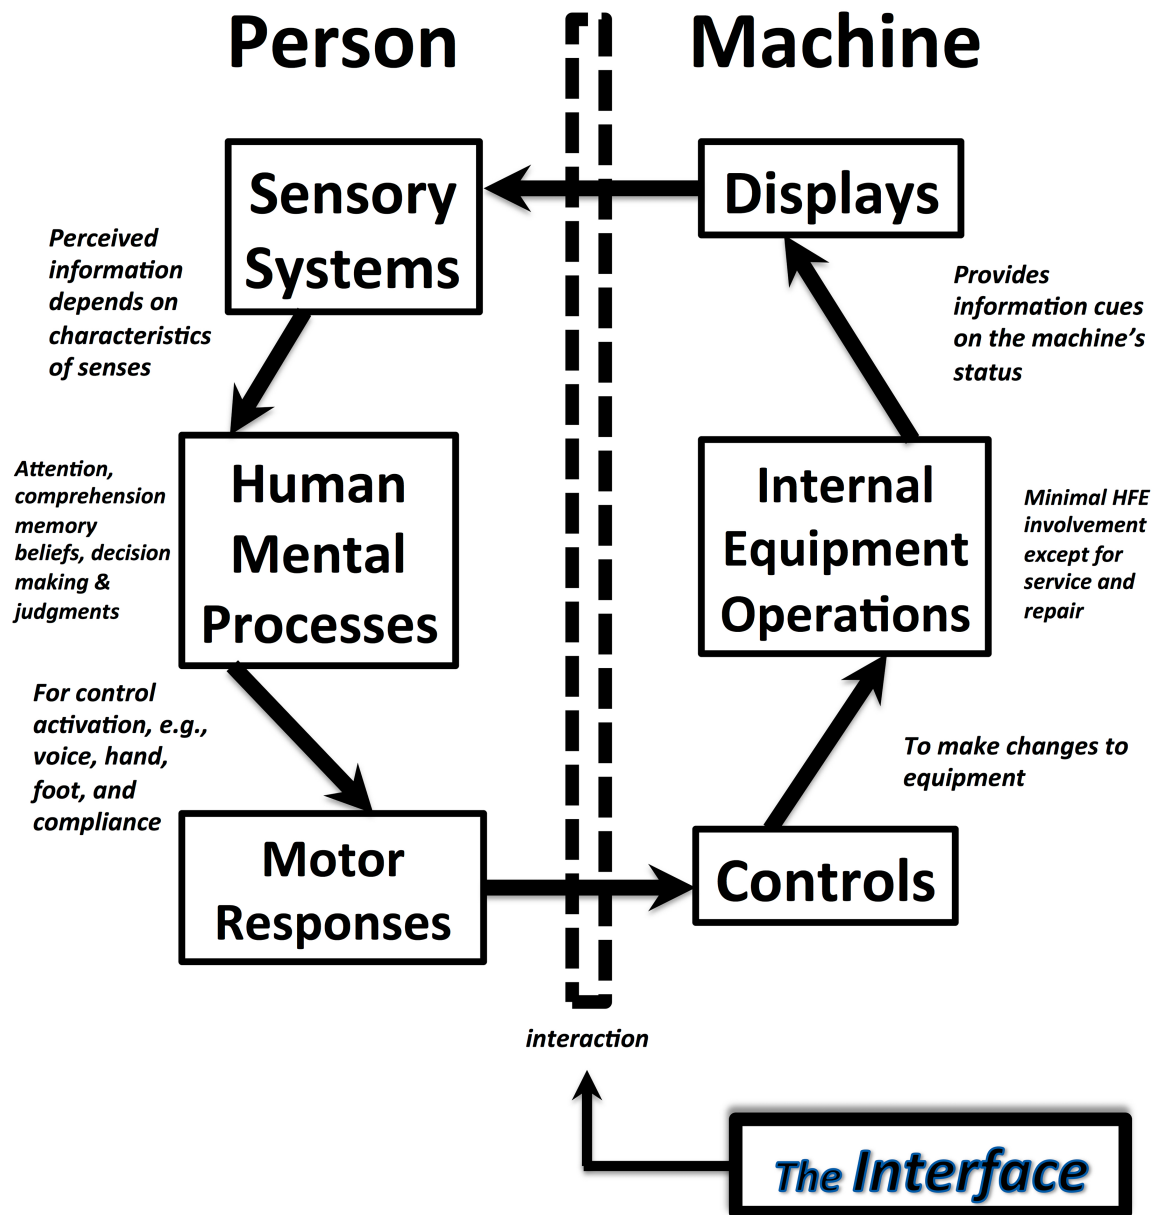 Person
Machine
Sensory
Systems
Displays
Perceived
information
depends on
characteristics
of senses
Provides
information cues
on the machine's
status
Human
Mental
Processes
Attention,
comprehension
memory
beliefs, decision
making &
judgments
Internal
Equipment
Operations
Minimal HFE
involvement
except for
service and
repair
For control
activation, e.g.,
voice, hand,
foot, and
compliance
To make changes to
equipment
Motor
Responses
Controls
interaction
The Interface